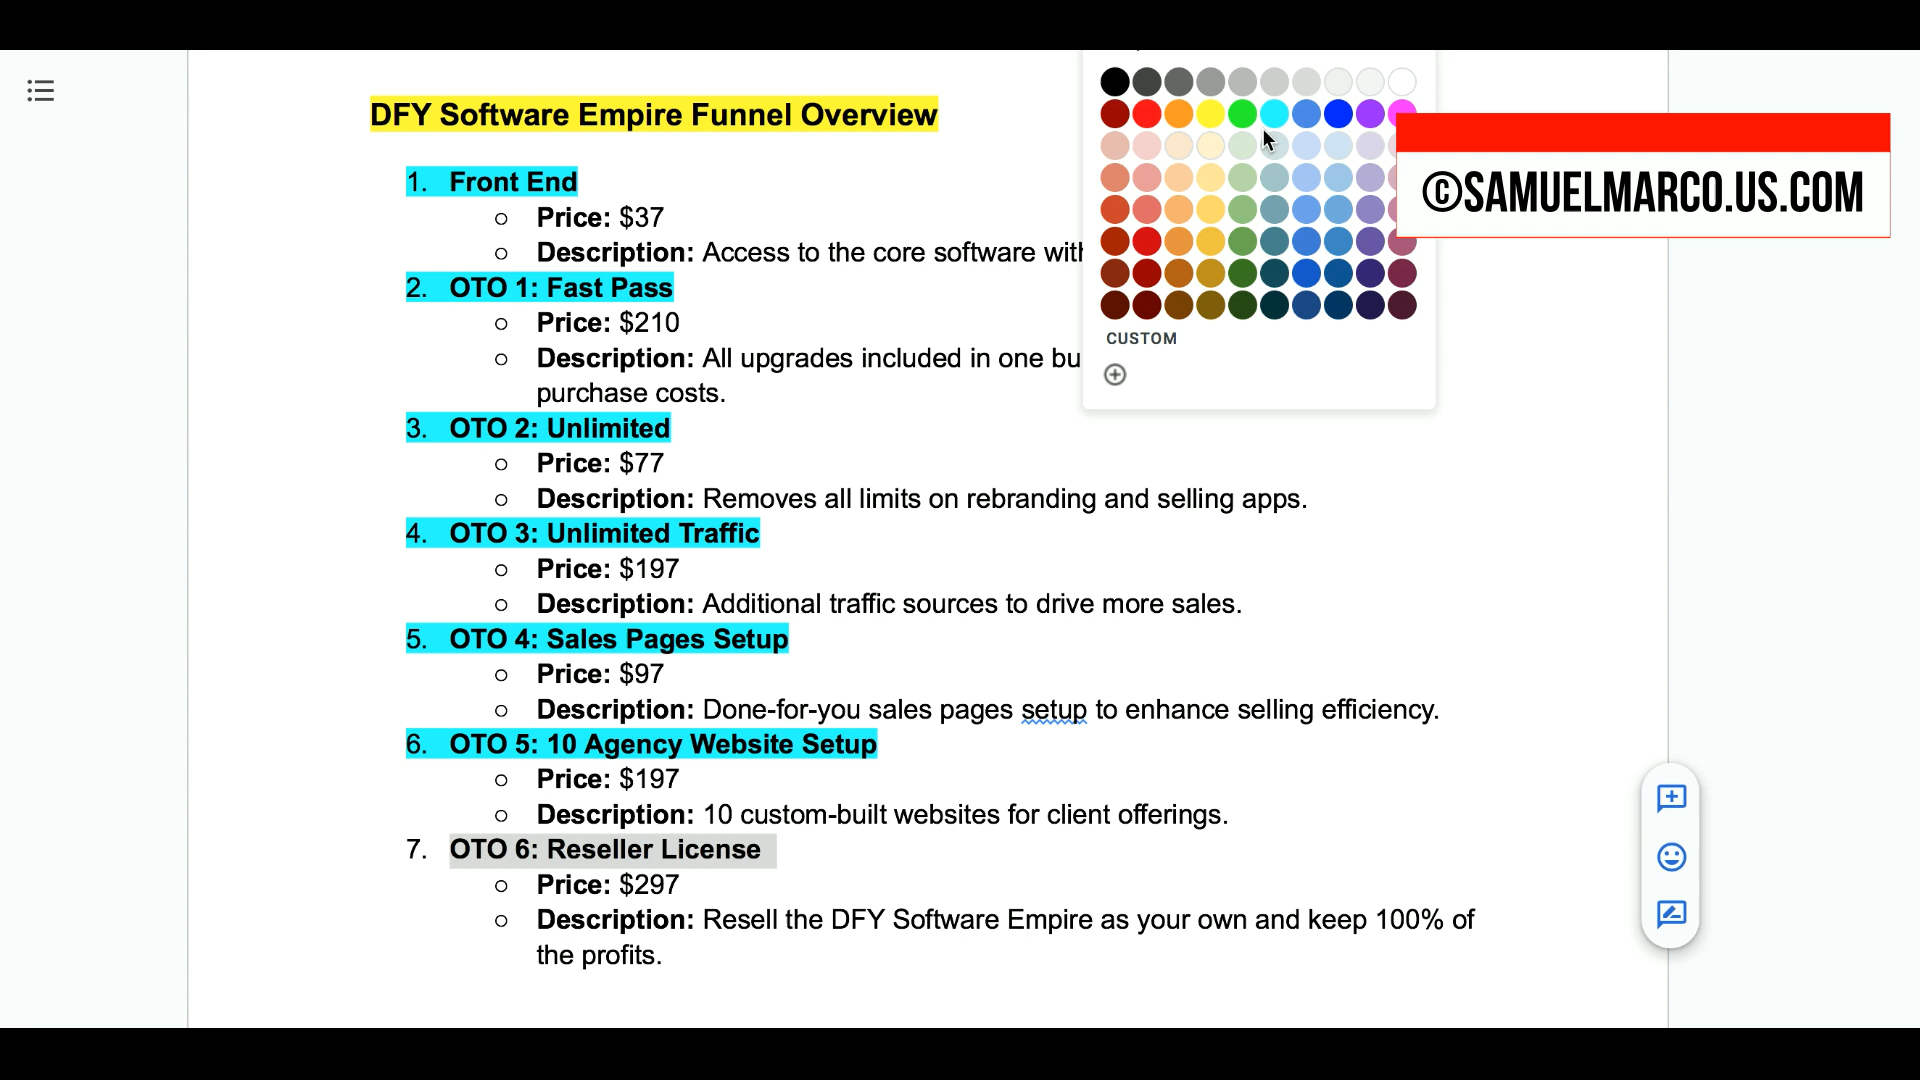 DFY Software Empire Funnel Overview
©SAMUELMARCO.US.COM
1. Front End
○ Price: $37
○ Description: Access to the core software with
2. OTO 1: Fast Pass
○ Price: $210
○ Description: All upgrades included in one
purchase costs.
CUSTOM
3. OTO 2: Unlimited
○ Price: $77
○ Description: Removes all limits on rebranding and selling apps.
4. OTO 3: Unlimited Traffic
○ Price: $197
○ Description: Additional traffic sources to drive more sales.
5. OTO 4: Sales Pages Setup
○ Price: $97
○ Description: Done-for-you sales pages setup to enhance selling efficiency.
6. OTO 5: 10 Agency Website Setup
○ Price: $197
○ Description: 10 custom-built websites for client offerings.
7. OTO 6: Reseller License
○ Price: $297
○ Description: Resell the DFY Software Empire as your own and keep 100% of
the profits.